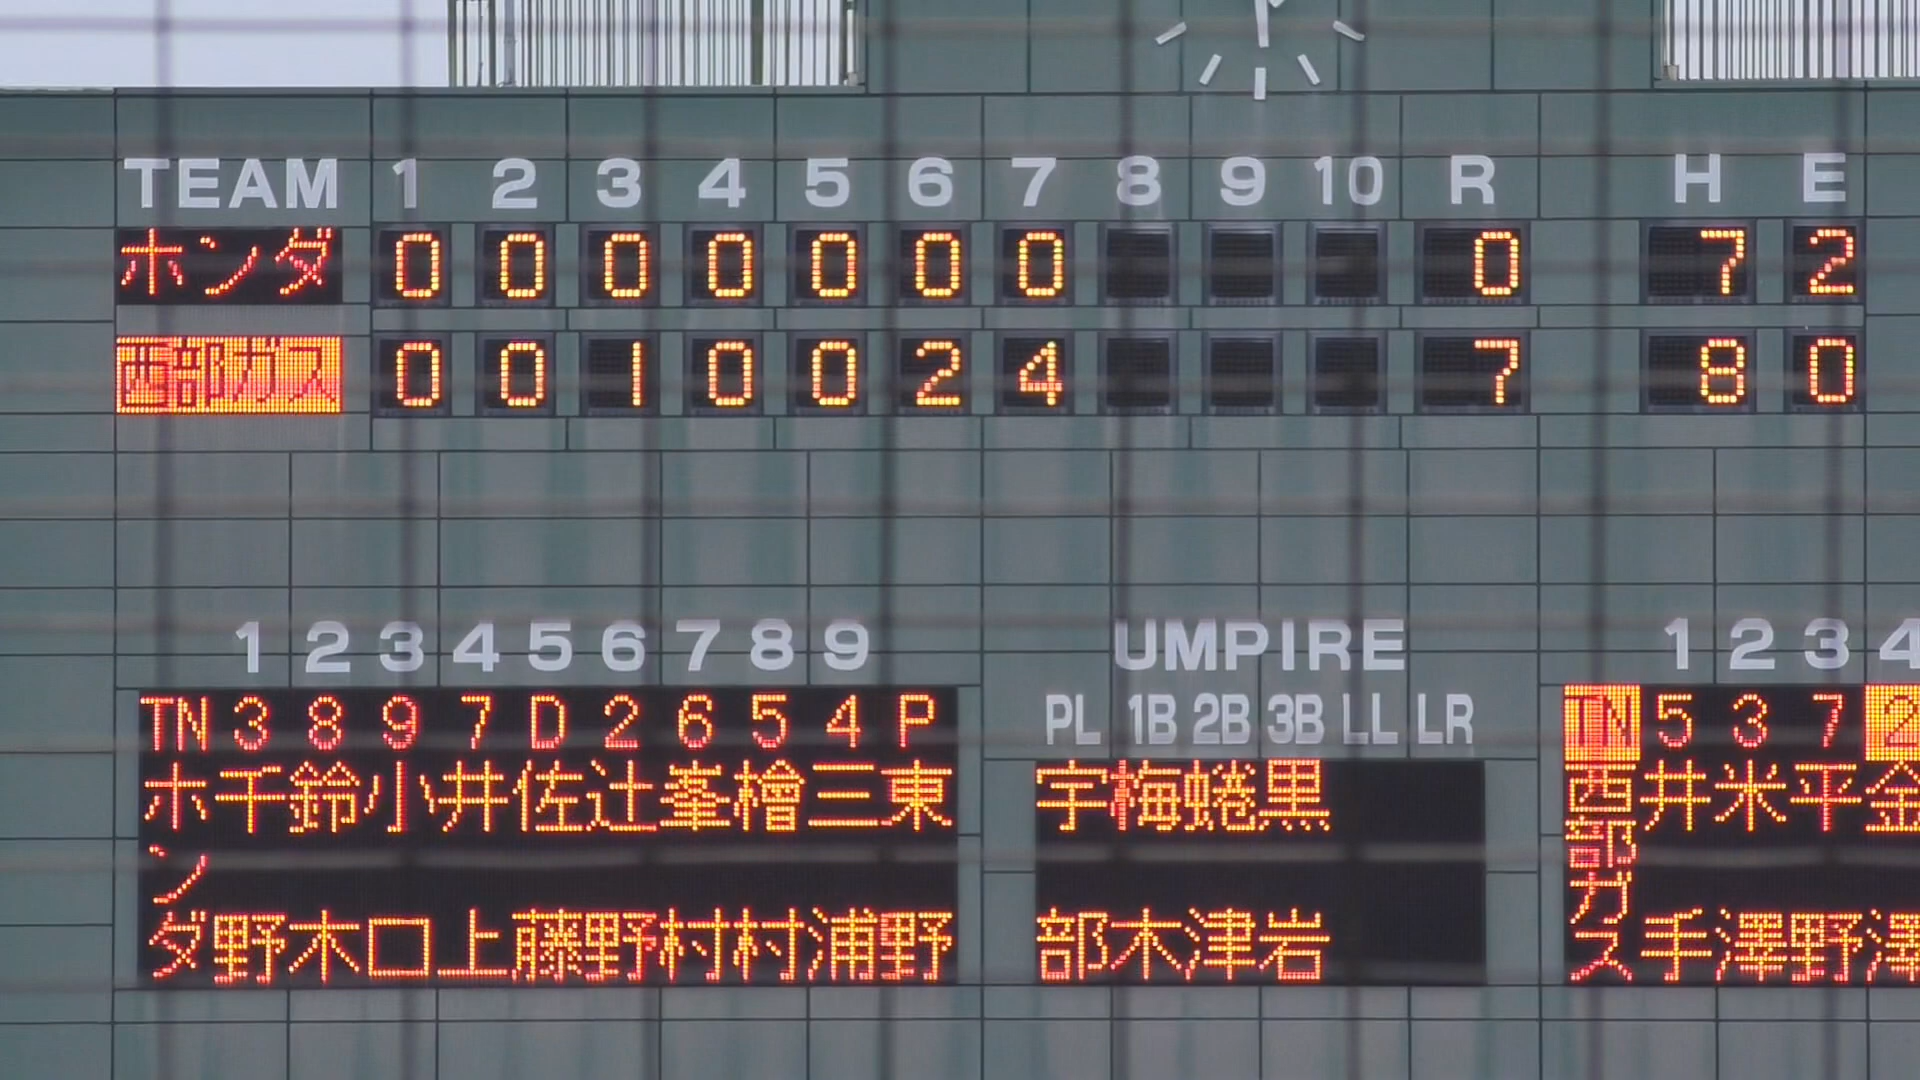 TEAM 1 2 3 4 5 6 7 8 9 10 R H E
ホンダ 0 0 0 0 0 0 0 0 7 2
西部ガス 0 0 1 0 0 2 4 7 8 0
1 2 3 4 5 6 7 8 9
TN 3 8 9 7 D 2 6 5 4 P
ホンダ
千野
鈴木
小口
井上
佐藤
辻野
峯村
檜村
三浦
東野
UMPIRE
PL 1B 2B 3B LL LR
宇部
梅木
蜷津
黒岩
1 2 3 4
TN 5 3 7 2
西部ガス
井手
米澤
平野
金澤